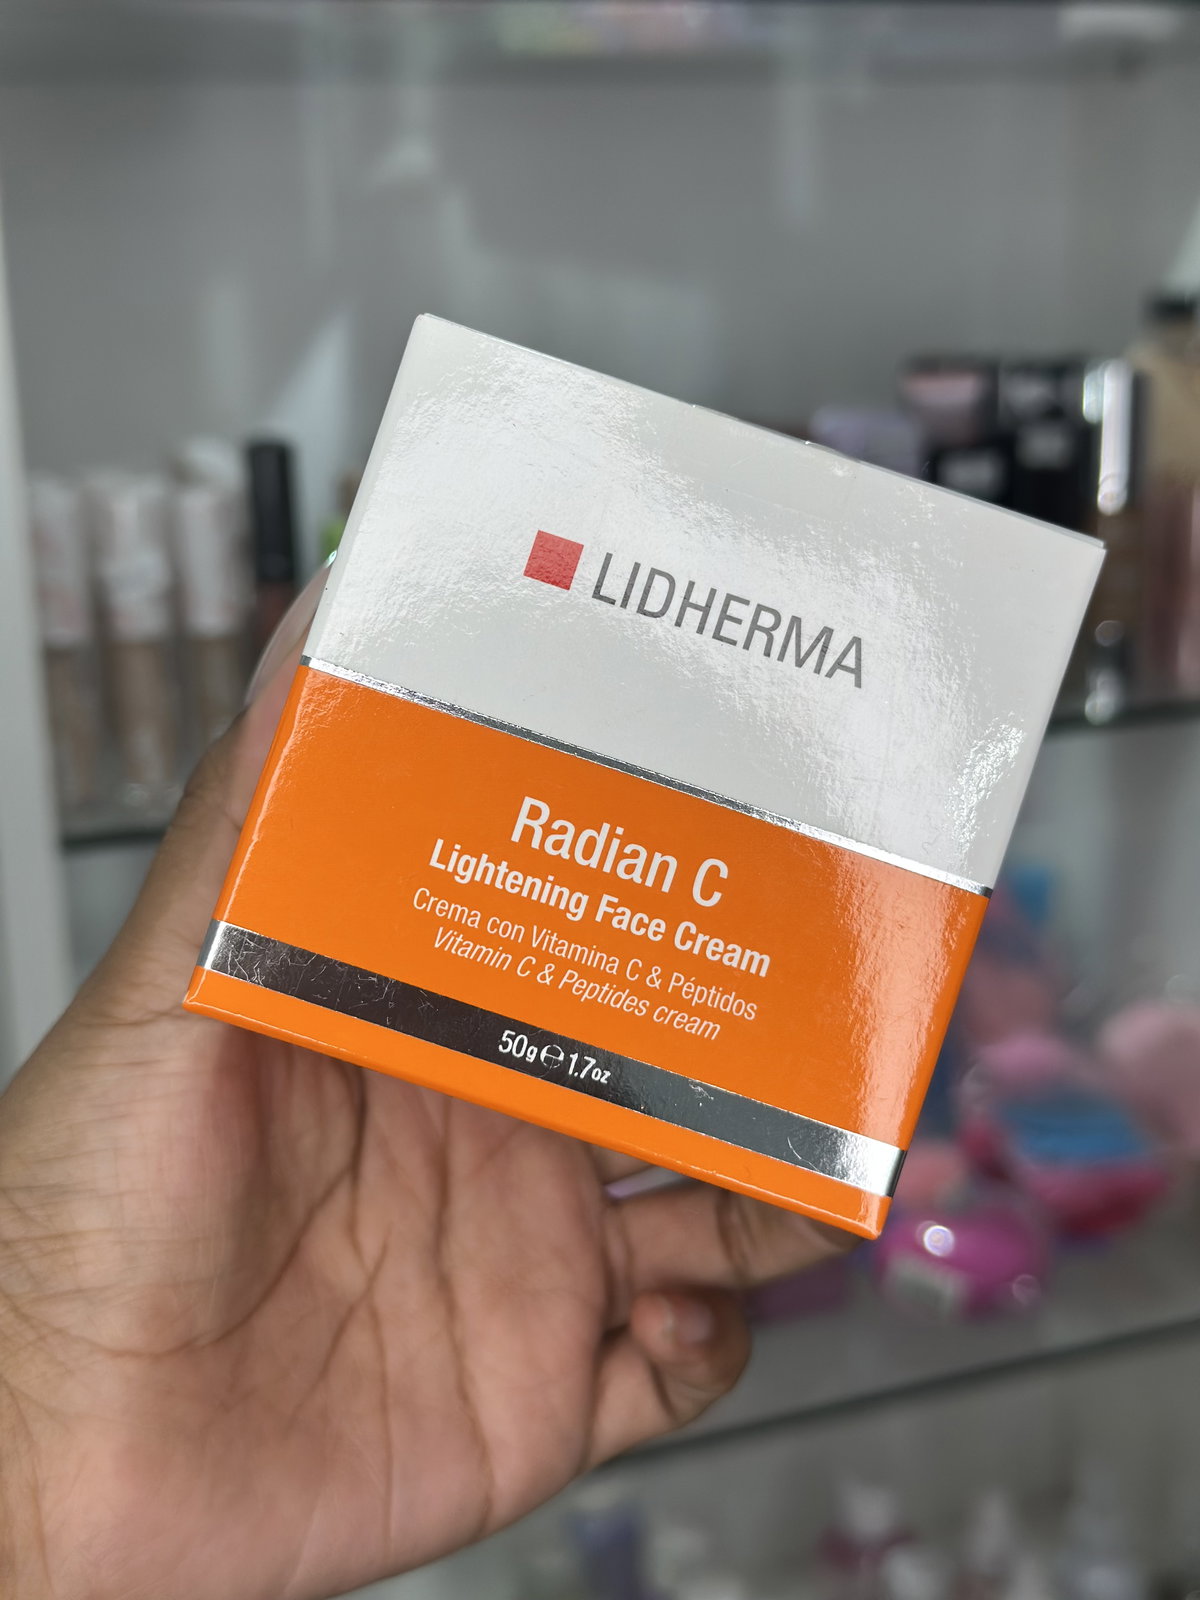 LIDHERMA
Radian C
Lightening Face Cream
Crema con Vitamina C & Péptidos
Vitamin C & Peptides cream
50g℮1.7oz